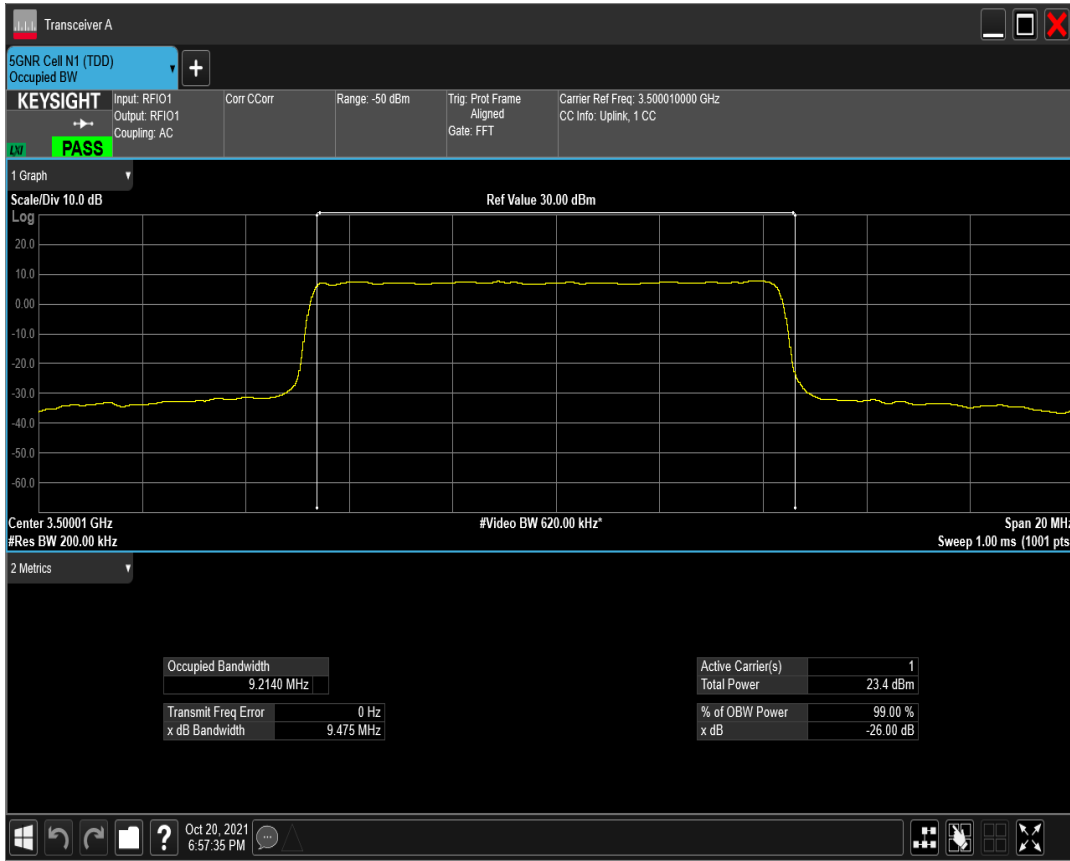 Transceiver A
5GNR Cell N1 (TDD)
Occupied BW
+
KEYSIGHT
LXI
PASS
Input: RFIO1
Output: RFIO1
Coupling: AC
Corr CCorr
Range: -50 dBm
Trig: Prot Frame
Aligned
Gate: FFT
Carrier Ref Freq: 3.500010000 GHz
CC Info: Uplink, 1 CC
1 Graph
Scale/Div 10.0 dB
Ref Value 30.00 dBm
Log
20.0
10.0
0.00
-10.0
-20.0
-30.0
-40.0
-50.0
-60.0
Center 3.50001 GHz
#Video BW 620.00 kHz*
Span 20 MHz
#Res BW 200.00 kHz
Sweep 1.00 ms (1001 pts
2 Metrics
Occupied Bandwidth
9.2140 MHz
Transmit Freq Error 0 Hz
x dB Bandwidth 9.475 MHz
Active Carrier(s) 1
Total Power 23.4 dBm
% of OBW Power 99.00 %
x dB -26.00 dB
?
Oct 20, 2021
6:57:35 PM